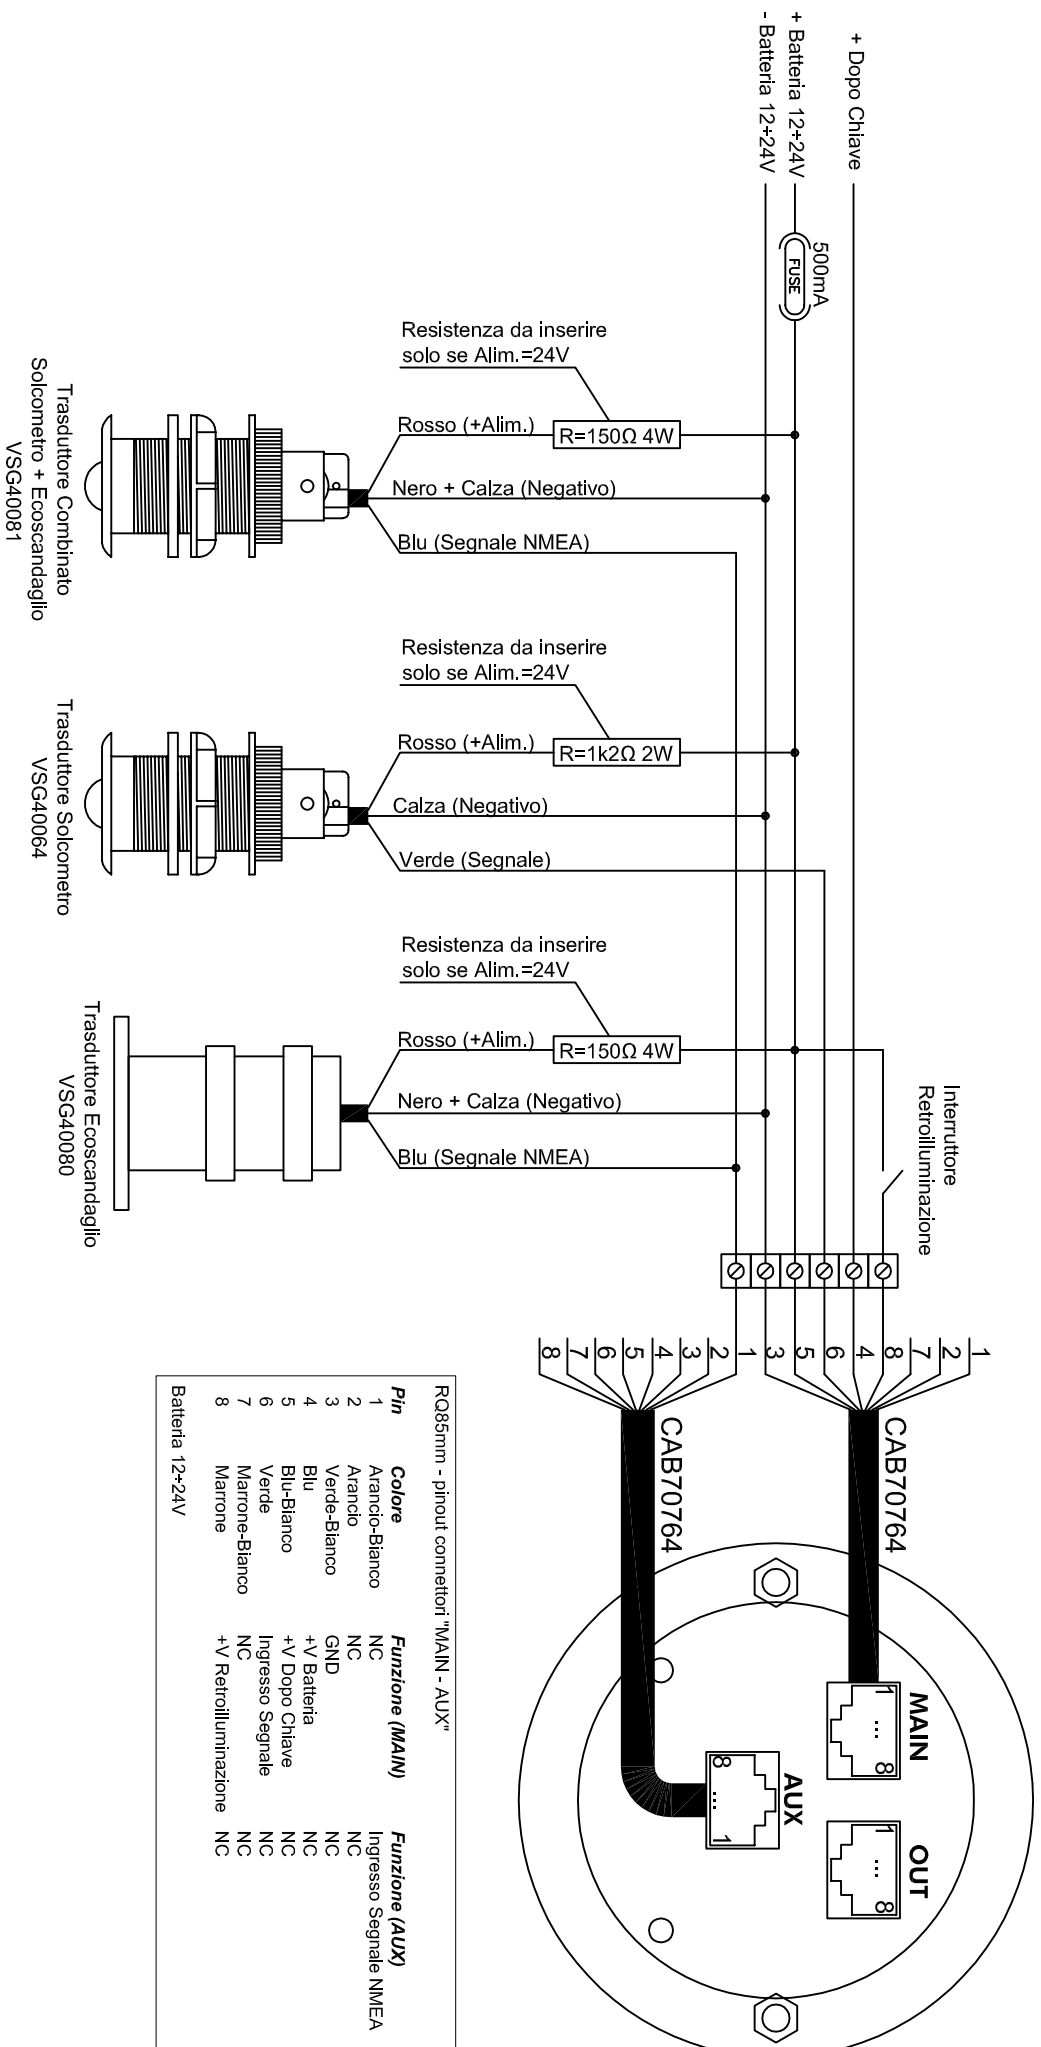 + Dopo Chiave
+ Batteria 12÷24V
- Batteria 12÷24V
500mA
FUSE
Resistenza da inserire
solo se Alim.=24V
Rosso (+Alim.)
R=150Ω 4W
Nero + Calza (Negativo)
Blu (Segnale NMEA)
Trasduttore Combinato
Solcometro + Ecoscandaglio
VSG40081
Resistenza da inserire
solo se Alim.=24V
Rosso (+Alim.)
R=1k2Ω 2W
Calza (Negativo)
Verde (Segnale)
Trasduttore Solcometro
VSG40064
Resistenza da inserire
solo se Alim.=24V
Rosso (+Alim.)
R=150Ω 4W
Nero + Calza (Negativo)
Blu (Segnale NMEA)
Trasduttore Ecoscandaglio
VSG40080
Interruttore
Retroilluminazione
1
2
7
8
4
6
5
3
1
2
3
4
5
6
7
8
CAB70764
CAB70764
MAIN
1 ... 8
OUT
1 ... 8
AUX
8 ... 1
RQ85mm - pinout connettori "MAIN - AUX"
Pin Colore Funzione (MAIN) Funzione (AUX)
1 Arancio-Bianco NC Ingresso Segnale NMEA
2 Arancio NC NC
3 Verde-Bianco GND NC
4 Blu +V Batteria NC
5 Blu-Bianco +V Dopo Chiave NC
6 Verde Ingresso Segnale NC
7 Marrone-Bianco NC NC
8 Marrone +V Retroilluminazione NC
Batteria 12÷24V